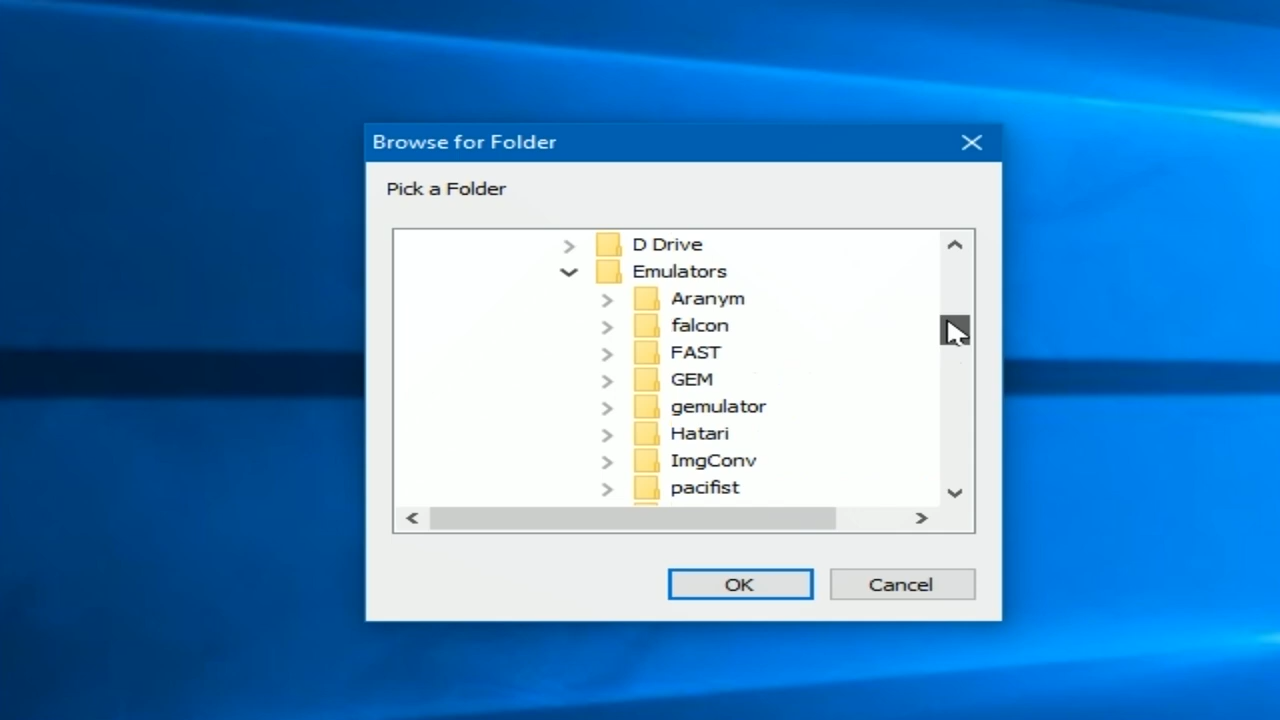 Browse for Folder
Pick a Folder
D Drive
Emulators
Aranym
falcon
FAST
GEM
gemulator
Hatari
ImgConv
pacifist
OK Cancel